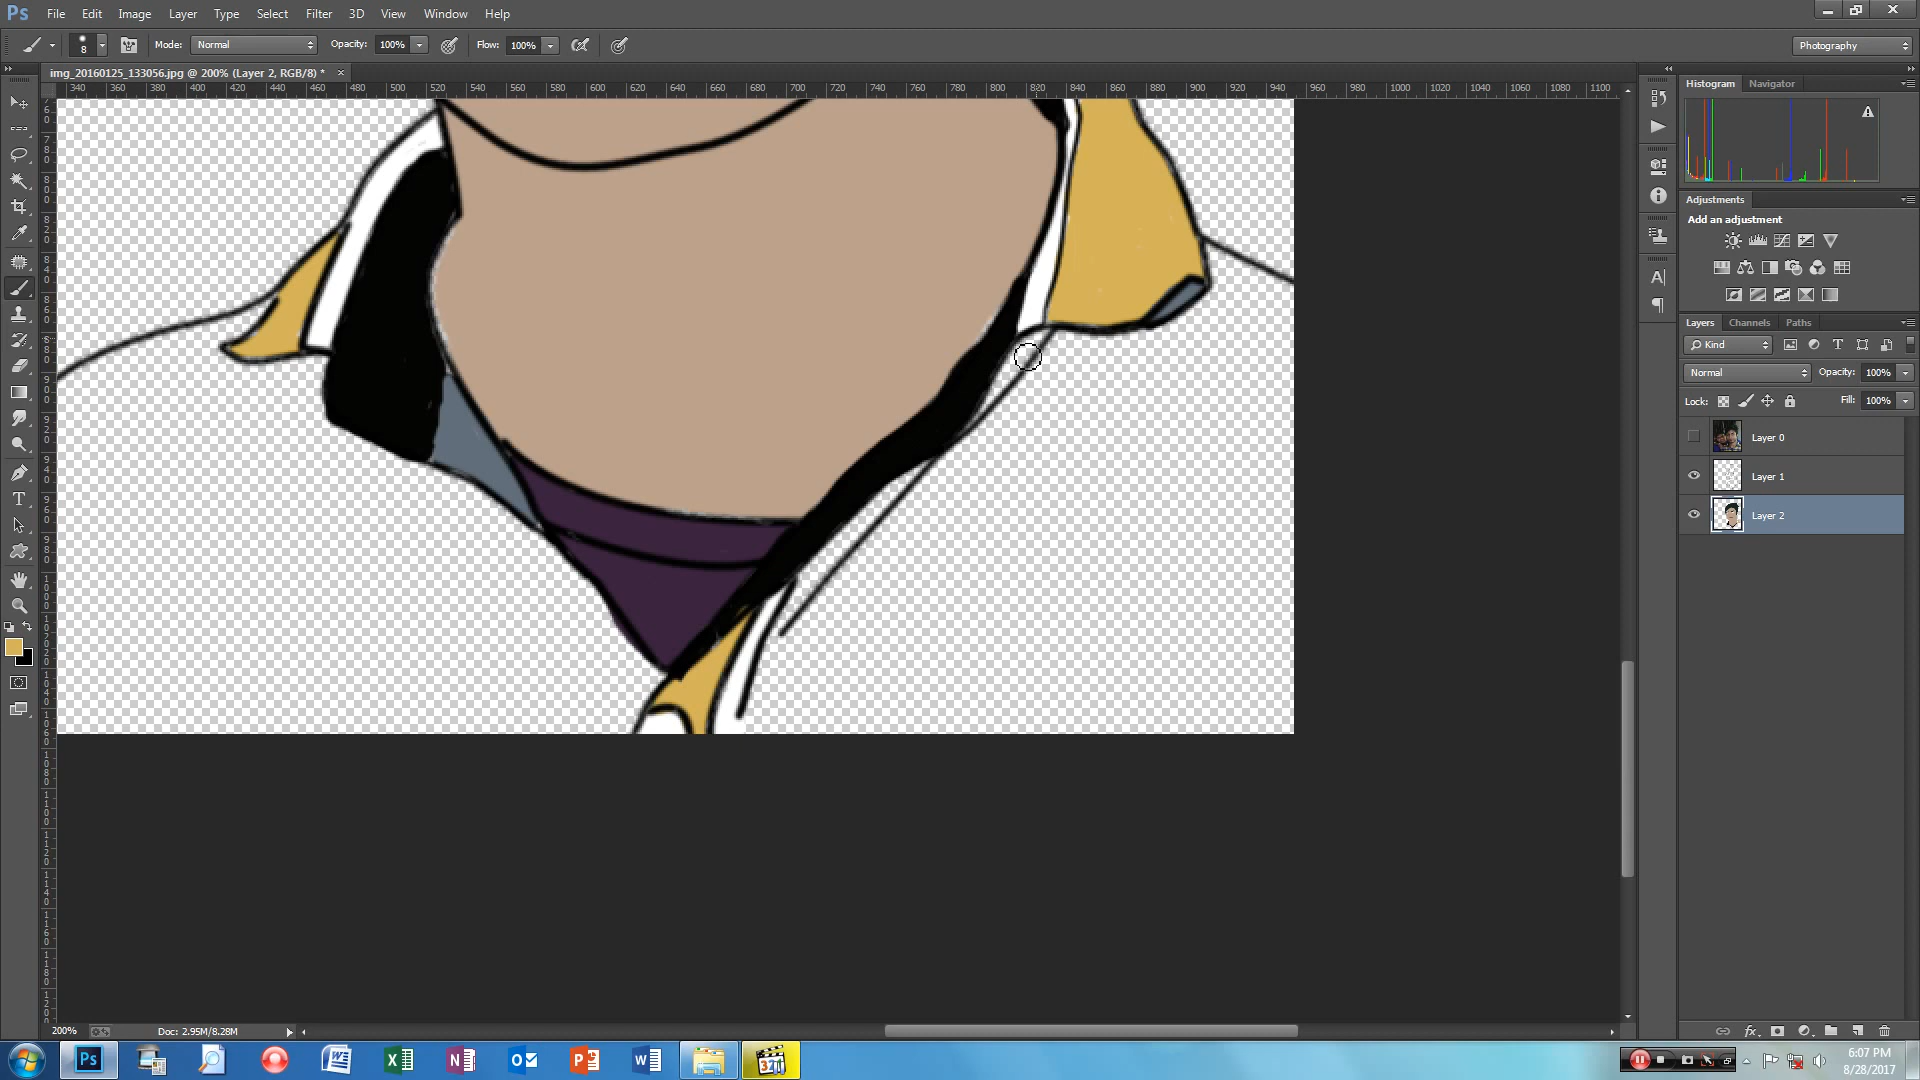 Ps File Edit Image Layer Type Select Filter 3D View Window Help
8 Mode: Normal Opacity: 100% Flow: 100% Photography
img_20160125_133056.jpg @ 200% (Layer 2, RGB/8) * ×
340 360 380 400 420 440 460 480 500 520 540 560 580 600 620 640 660 680 700 720 740 760 780 800 820 840 860 880 900 920 940 960 980 1000 1020 1040 1060 1080 1100
Histogram Navigator
Adjustments
Add an adjustment
Layers Channels Paths
Kind
Normal Opacity: 100%
Lock: Fill: 100%
Layer 0
Layer 1
Layer 2
200% Doc: 2.95M/8.28M
Ps
321
6:07 PM
8/28/2017